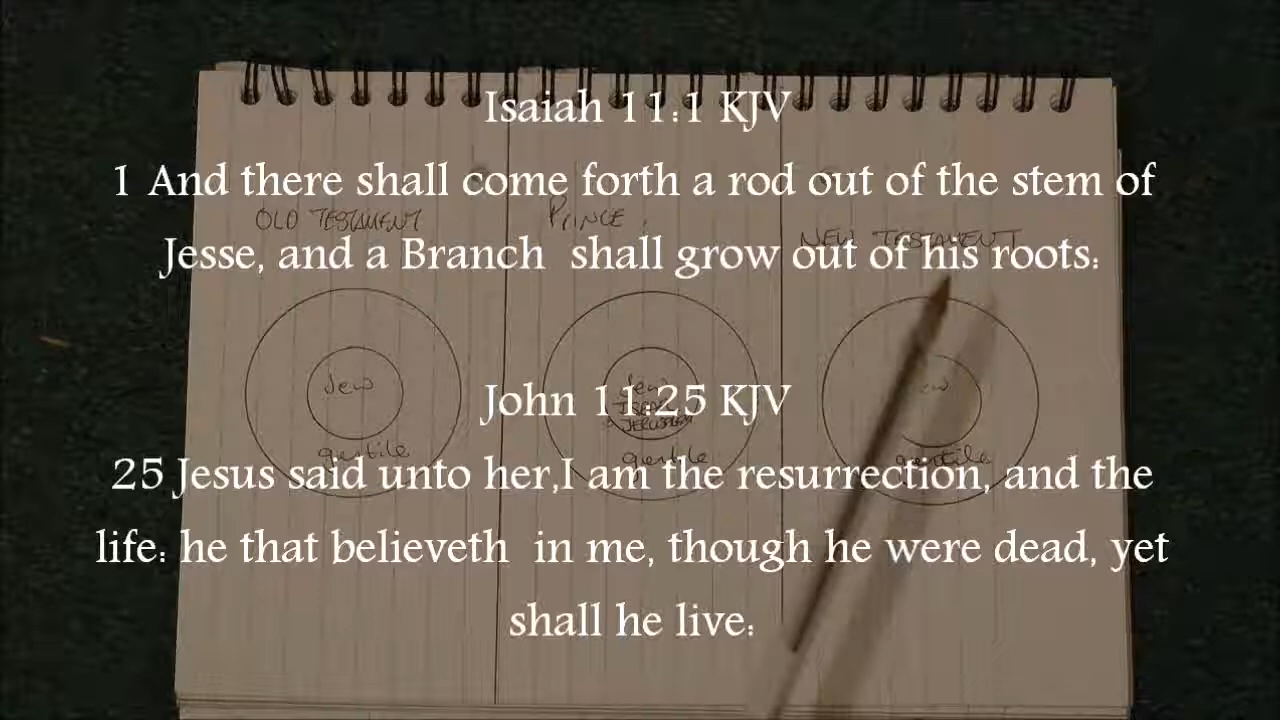 Isaiah 11:1 KJV
1 And there shall come forth a rod out of the stem of
Jesse, and a Branch shall grow out of his roots:
John 11:25 KJV
25 Jesus said unto her,I am the resurrection, and the
life: he that believeth in me, though he were dead, yet
shall he live:
OLD TESTAMENT
Jew
gentile
PRINCE
Jew
ISRAEL
JERUSALEM
gentile
NEW TESTAMENT
gentile